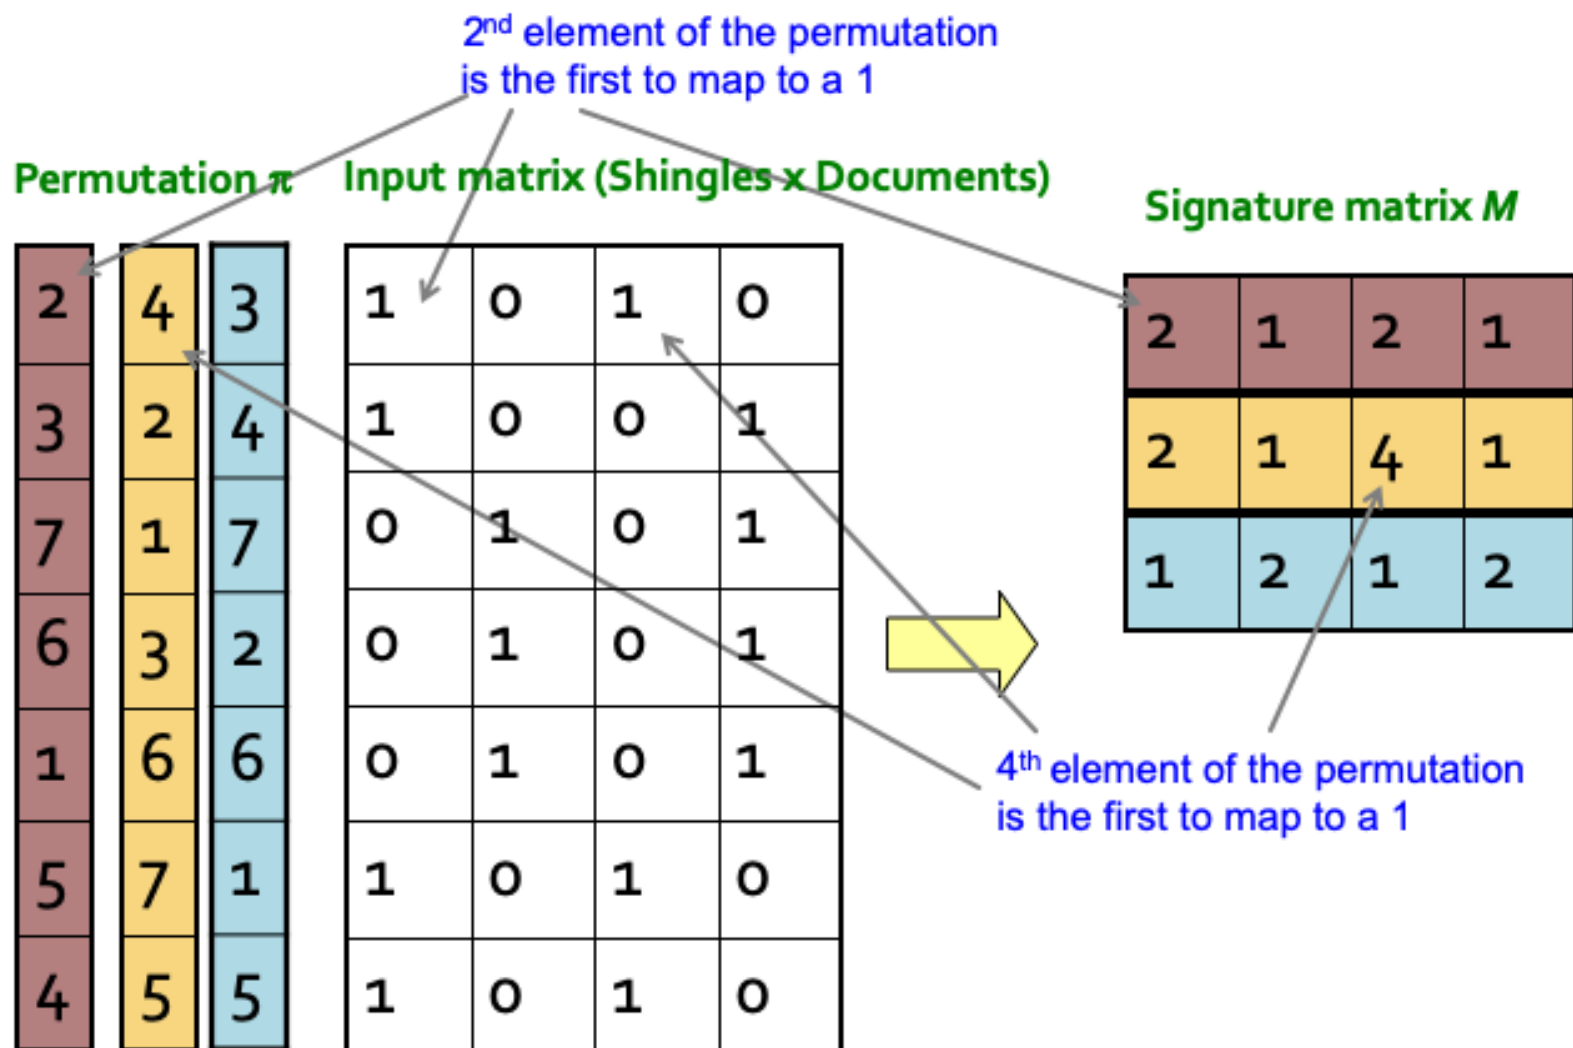 2nd element of the permutation
is the first to map to a 1
Permutation π
Input matrix (Shingles x Documents)
Signature matrix M
2 4 3 1 0 1 0
3 2 4 1 0 0 1
7 1 7 0 1 0 1
6 3 2 0 1 0 1
1 6 6 0 1 0 1
5 7 1 1 0 1 0
4 5 5 1 0 1 0
2 1 2 1
2 1 4 1
1 2 1 2
4th element of the permutation
is the first to map to a 1